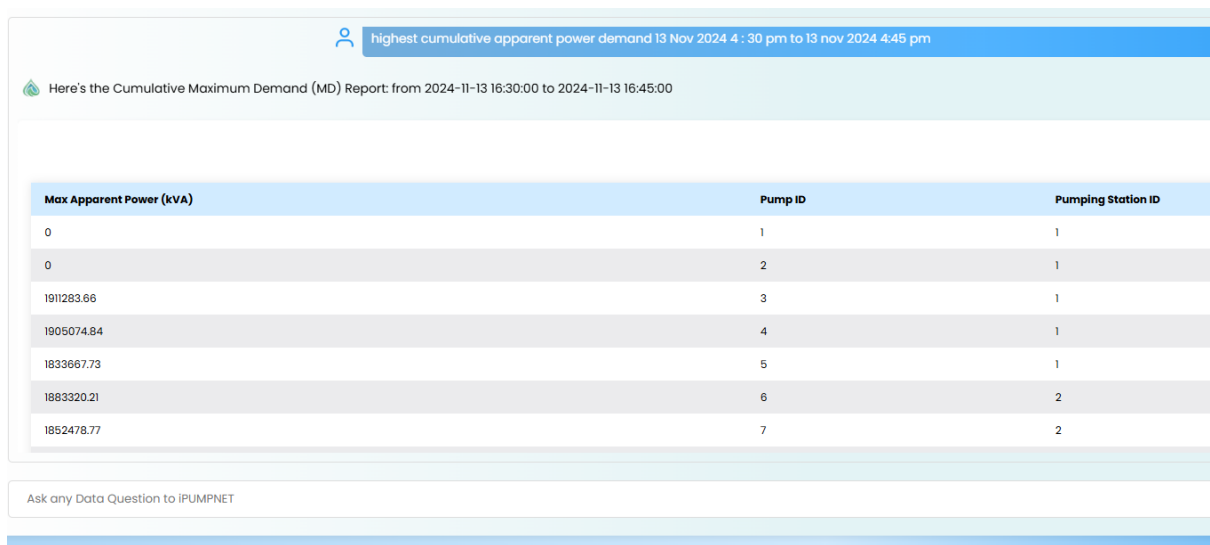 highest cumulative apparent power demand 13 Nov 2024 4 : 30 pm to 13 nov 2024 4:45 pm
Here's the Cumulative Maximum Demand (MD) Report: from 2024-11-13 16:30:00 to 2024-11-13 16:45:00
Max Apparent Power (kVA) Pump ID Pumping Station ID
0 1 1
0 2 1
1911283.66 3 1
1905074.84 4 1
1833667.73 5 1
1883320.21 6 2
1852478.77 7 2
Ask any Data Question to iPUMPNET